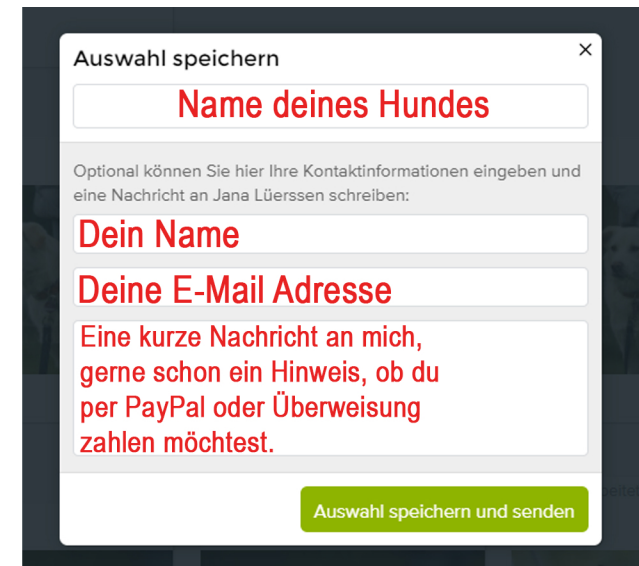 Auswahl speichern
×
Name deines Hundes
Optional können Sie hier Ihre Kontaktinformationen eingeben und
eine Nachricht an Jana Lüerssen schreiben:
Dein Name
Deine E-Mail Adresse
Eine kurze Nachricht an mich,
gerne schon ein Hinweis, ob du
per PayPal oder Überweisung
zahlen möchtest.
Auswahl speichern und senden